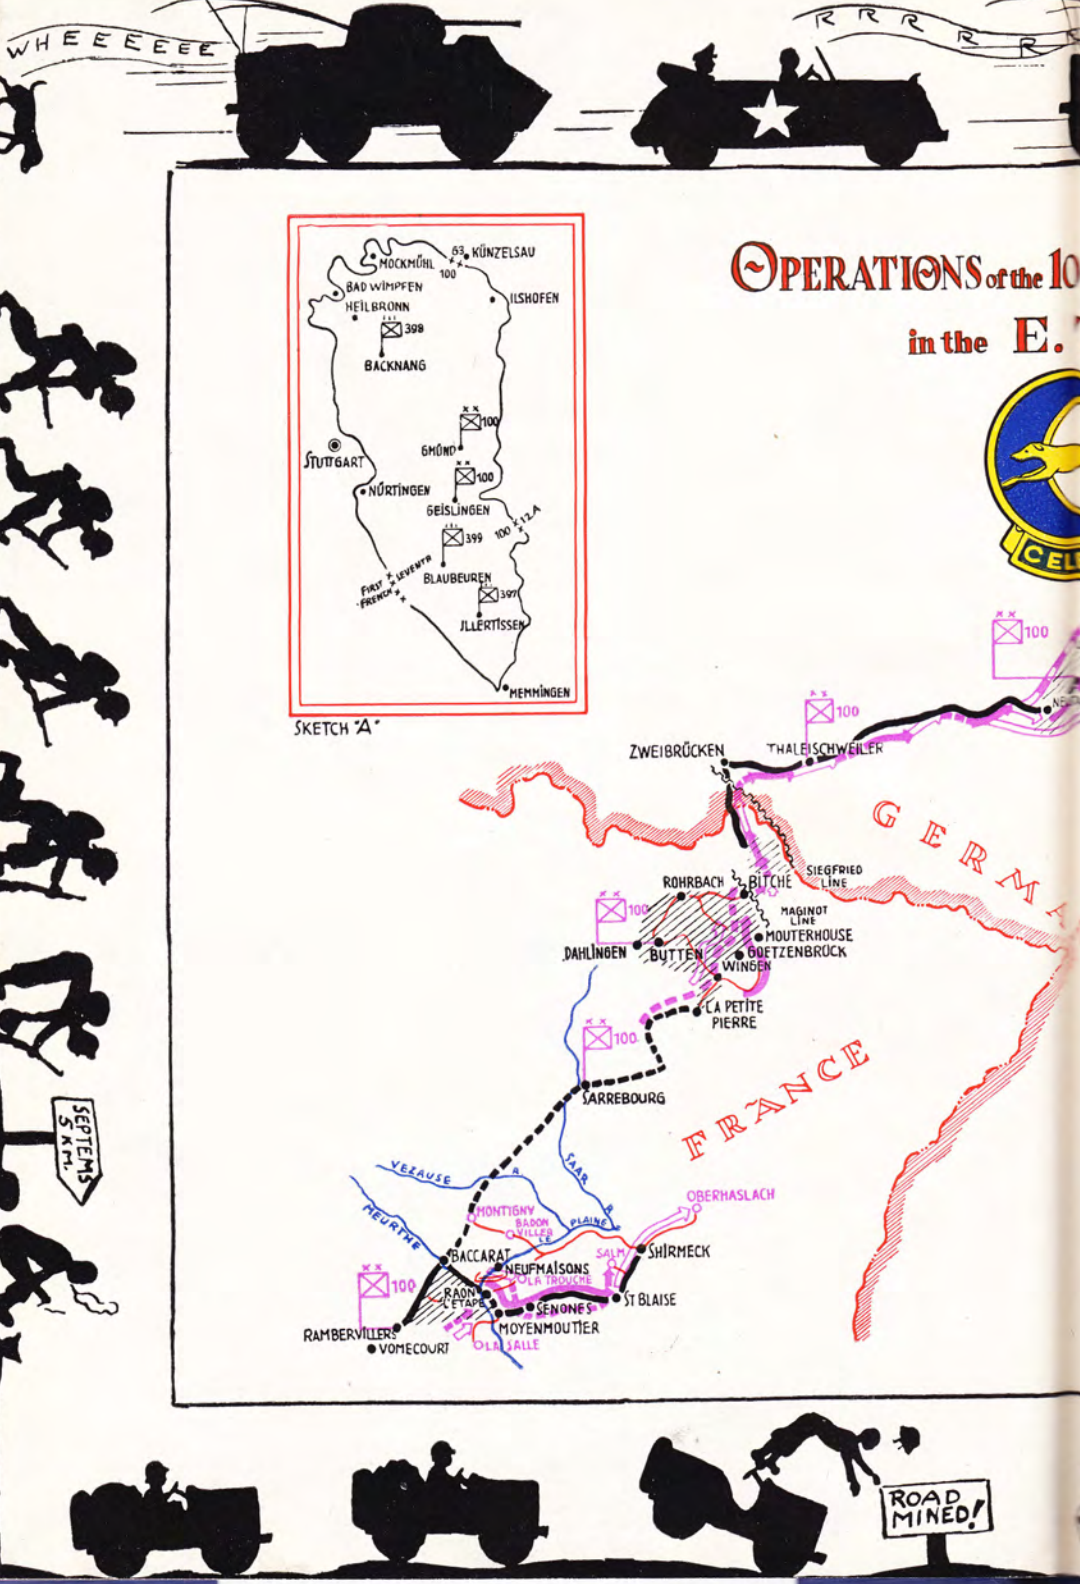 WHEEEEEEE
R R R R R
OPERATIONS of the 10
in the E.
CEL
63
KÜNZELSAU
MOCKMÜHL
100
BAD WIMPFEN
HEILBRONN
ILSHOFEN
398
BACKNANG
100
GMÜND
STUTTGART
100
NÜRTINGEN
GEISLINGEN
100 12A
399
FIRST FRENCH
SEVENTH
BLAUBEUREN
397
ILLERTISSEN
MEMMINGEN
SKETCH "A"
100
100
NE
ZWEIBRÜCKEN
THALEISCHWEILER
GERMA
SIEGFRIED
LINE
ROHRBACH
BITCHE
100
MAGINOT
LINE
MOUTERHOUSE
DAHLINGEN
BUTTEN
GOETZENBRÜCK
WINGEN
LA PETITE
PIERRE
100
FRANCE
SARREBOURG
SAAR R
VEZAUSE R.
MEURTHE
PLAINE
LE
OBERHASLACH
MONTIGNY
BADON
VILLER
BACCARAT
SALM
SHIRMECK
NEUFMAISONS
LA TROUCHE
100
RAON
L'ETAPE
SENONES
ST BLAISE
RAMBERVILLERS
MOYENMOUTIER
VOMECOURT
LA SALLE
SEPTEMS
5 KM.
ROAD
MINED!